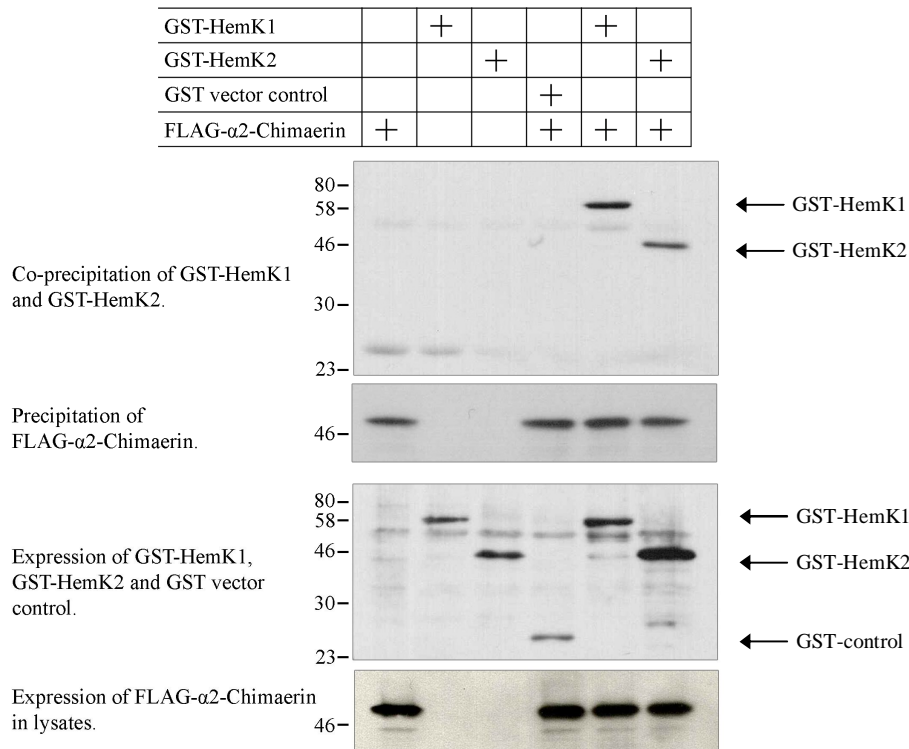 GST-HemK1 + +
GST-HemK2 + +
GST vector control +
FLAG-α2-Chimaerin + + + +
80
58
46
30
23
GST-HemK1
GST-HemK2
Co-precipitation of GST-HemK1
and GST-HemK2.
Precipitation of
FLAG-α2-Chimaerin.
46
80
58
46
30
23
GST-HemK1
GST-HemK2
GST-control
Expression of GST-HemK1,
GST-HemK2 and GST vector
control.
Expression of FLAG-α2-Chimaerin
in lysates.
46